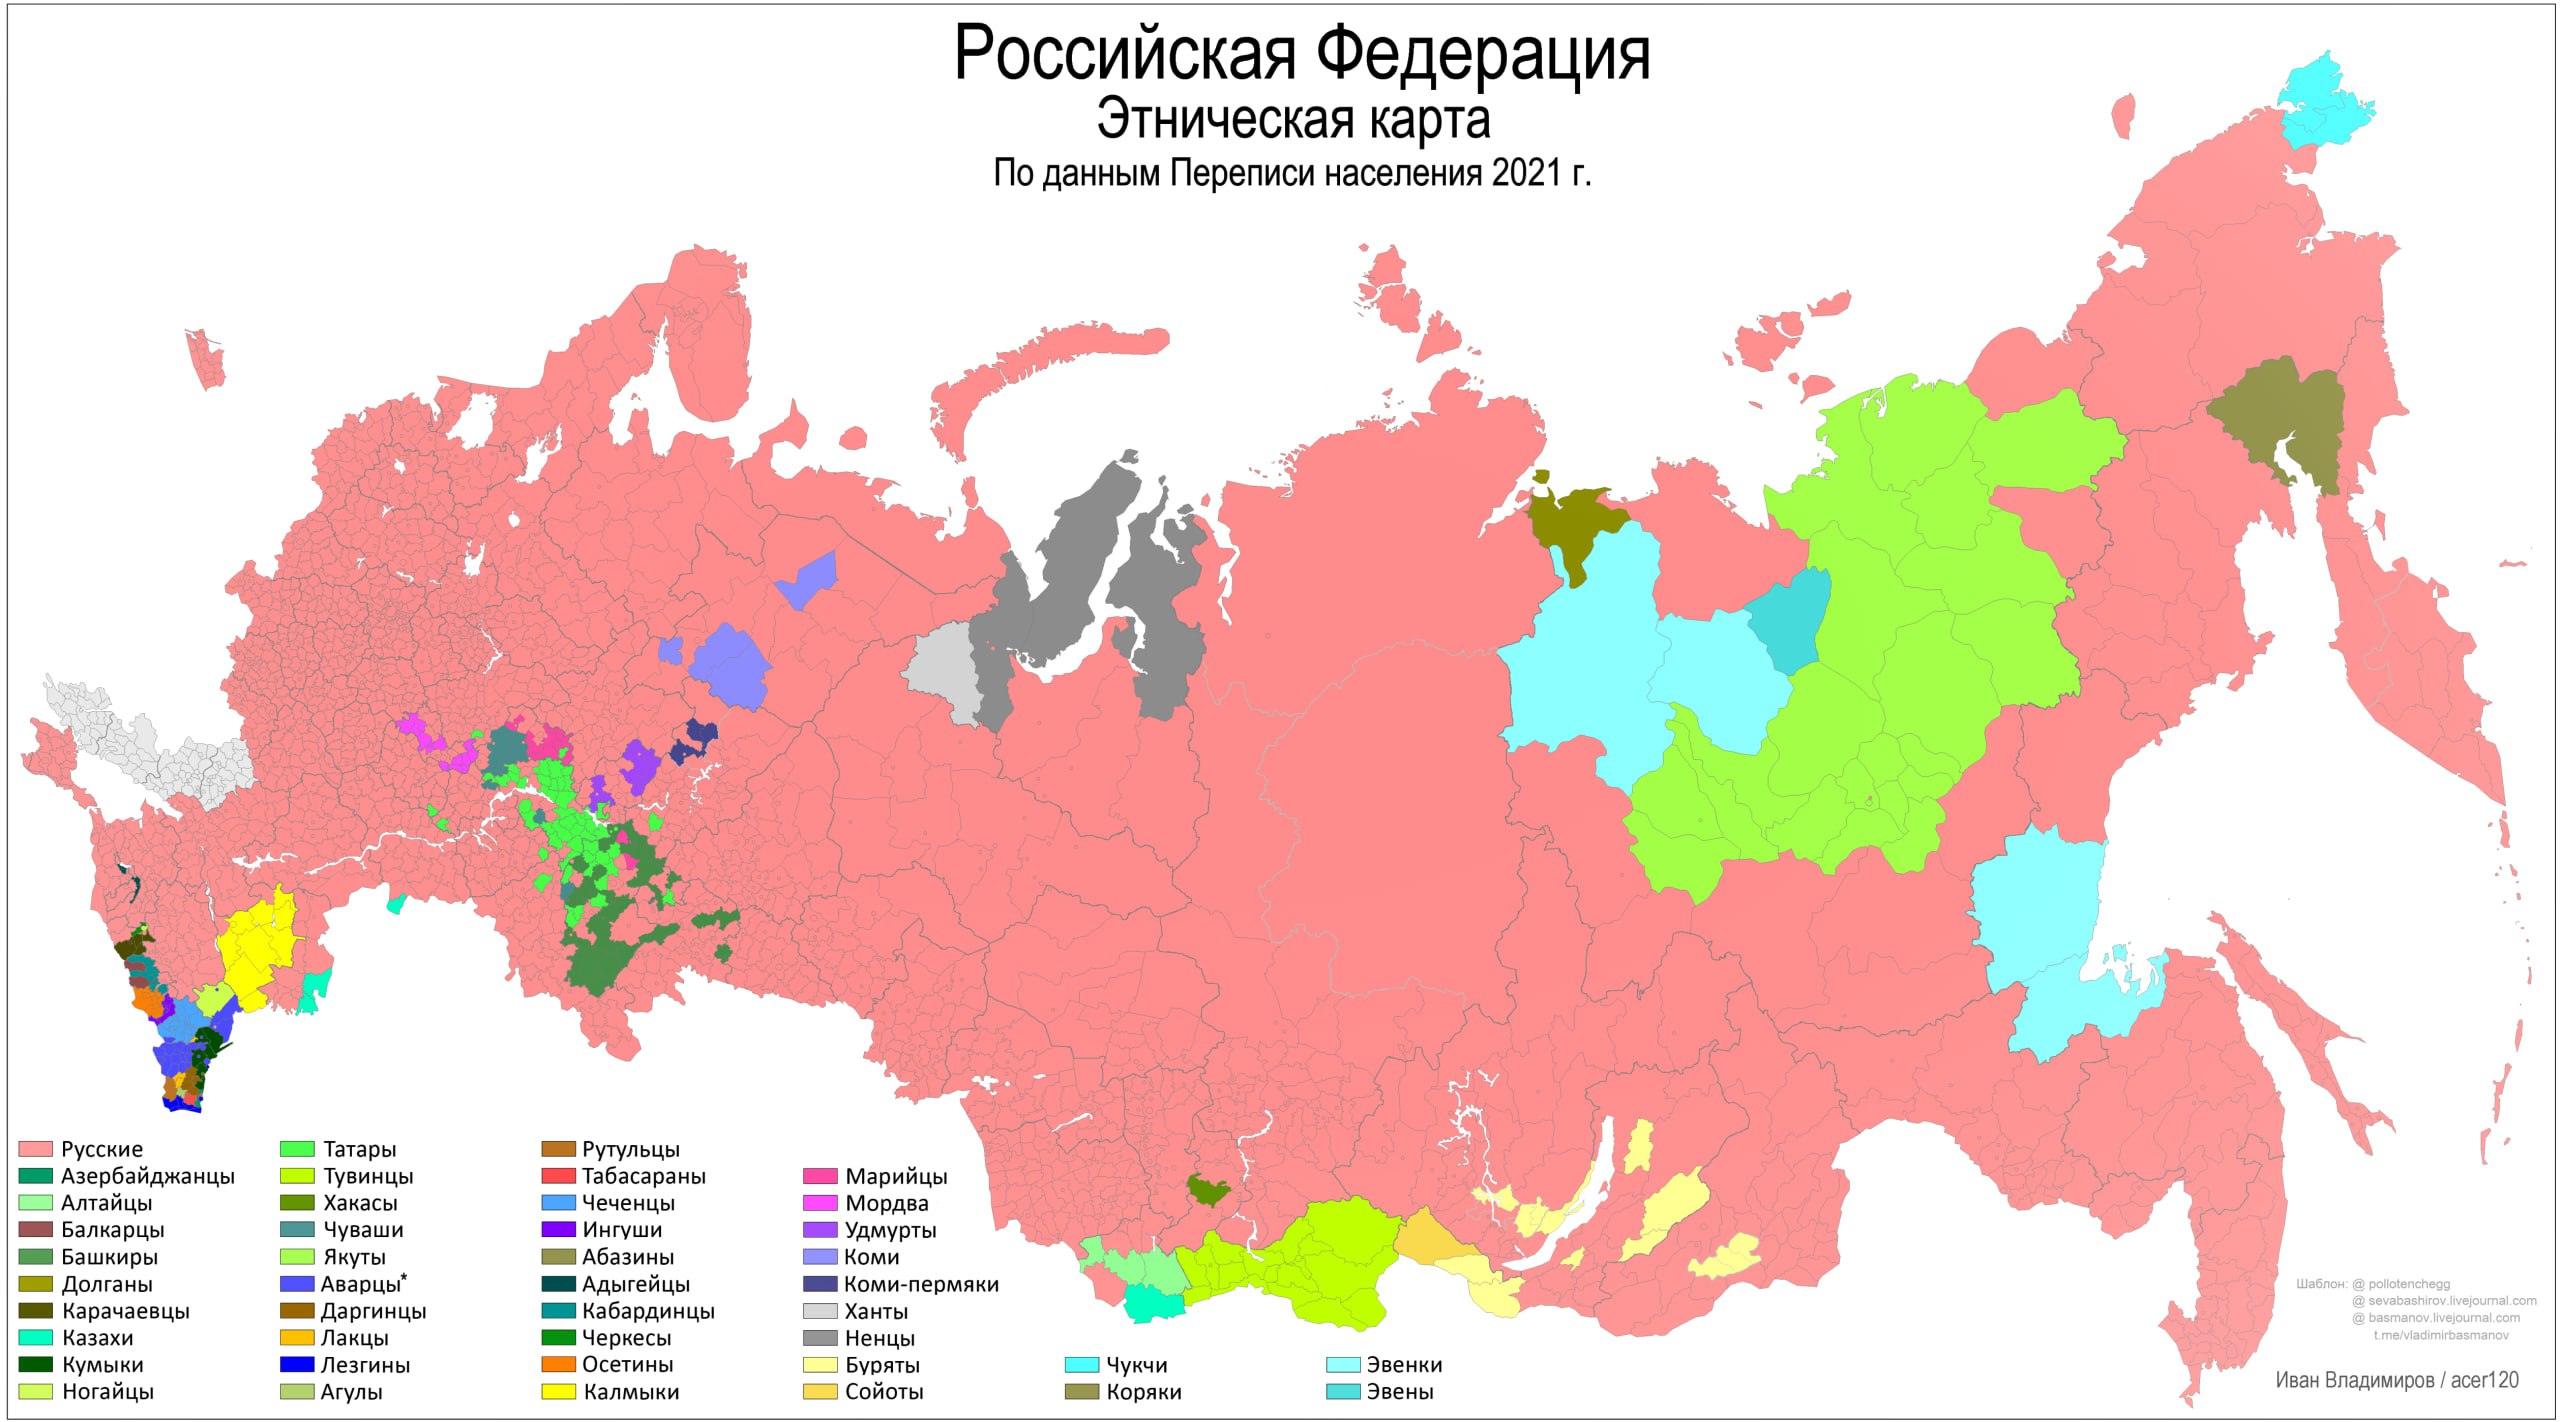 Российская Федерация
Этническая карта
По данным Переписи населения 2021 г.
Русские
Азербайджанцы
Алтайцы
Балкарцы
Башкиры
Долганы
Карачаевцы
Казахи
Кумыки
Ногайцы
Татары
Тувинцы
Хакасы
Чуваши
Якуты
Аварцы*
Даргинцы
Лакцы
Лезгины
Агулы
Рутульцы
Табасараны
Чеченцы
Ингуши
Абазины
Адыгейцы
Кабардинцы
Черкесы
Осетины
Калмыки
Марийцы
Мордва
Удмурты
Коми
Коми-пермяки
Ханты
Ненцы
Буряты
Сойоты
Чукчи
Коряки
Эвенки
Эвены
Шаблон: @ pollotenchegg
@ sevabashirov.livejournal.com
@ basmanov.livejournal.com
t.me/vladimirbasmanov
Иван Владимиров / acer120